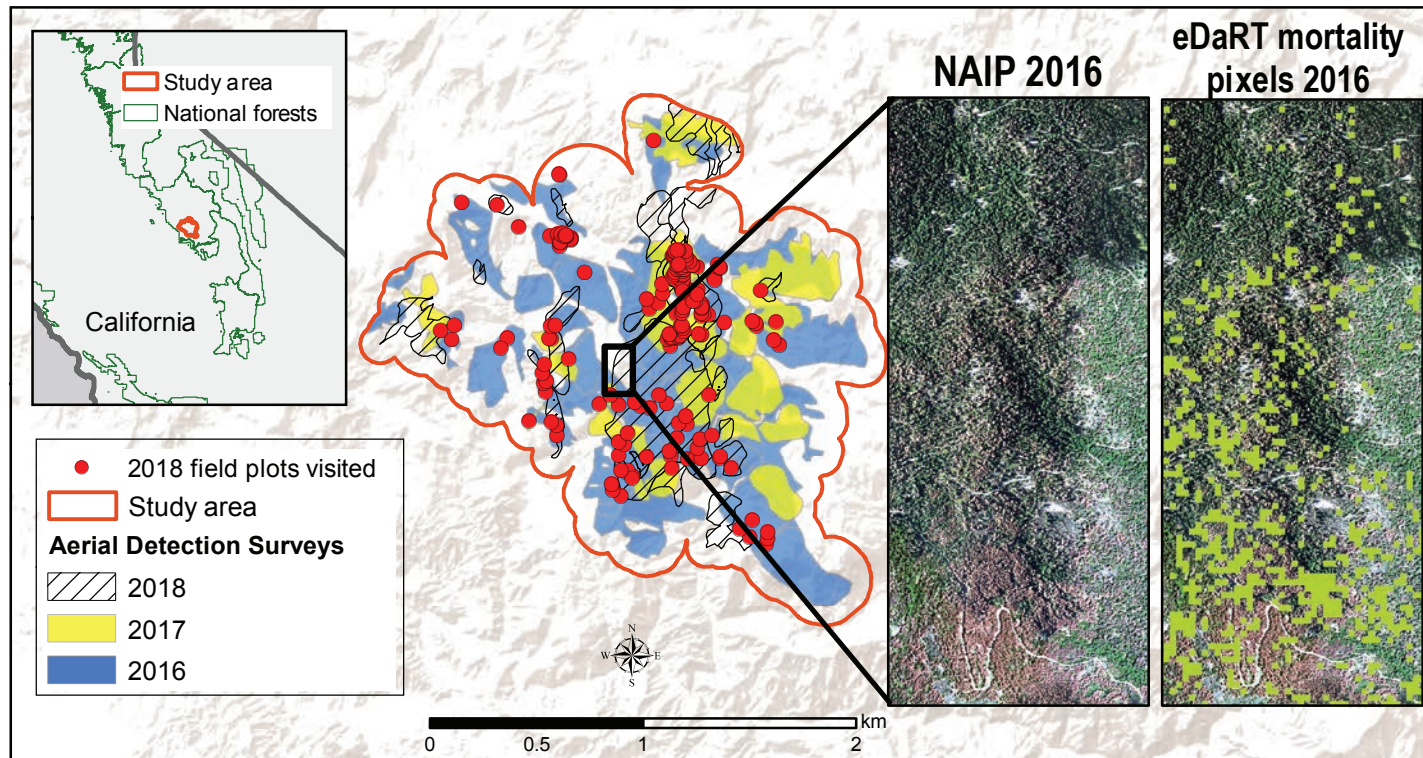 Study area
National forests
California
2018 field plots visited
Study area
Aerial Detection Surveys
2018
2017
2016
N
W
E
S
km
0
0.5
1
2
NAIP 2016
eDaRT mortality
pixels 2016